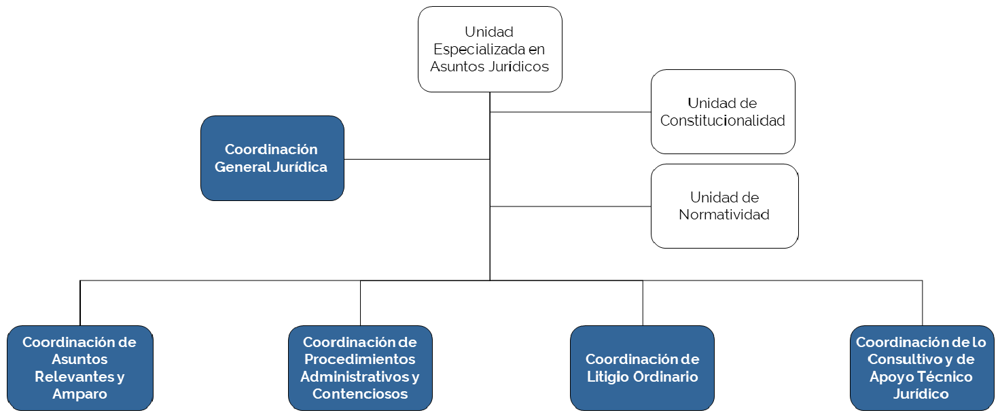 Unidad
Especializada en
Asuntos Jurídicos
Unidad de
Constitucionalidad
Coordinación
General Jurídica
Unidad de
Normatividad
Coordinación de
Asuntos
Relevantes y
Amparo
Coordinación de
Procedimientos
Administrativos y
Contenciosos
Coordinación de
Litigio Ordinario
Coordinación de lo
Consultivo y de
Apoyo Técnico
Jurídico